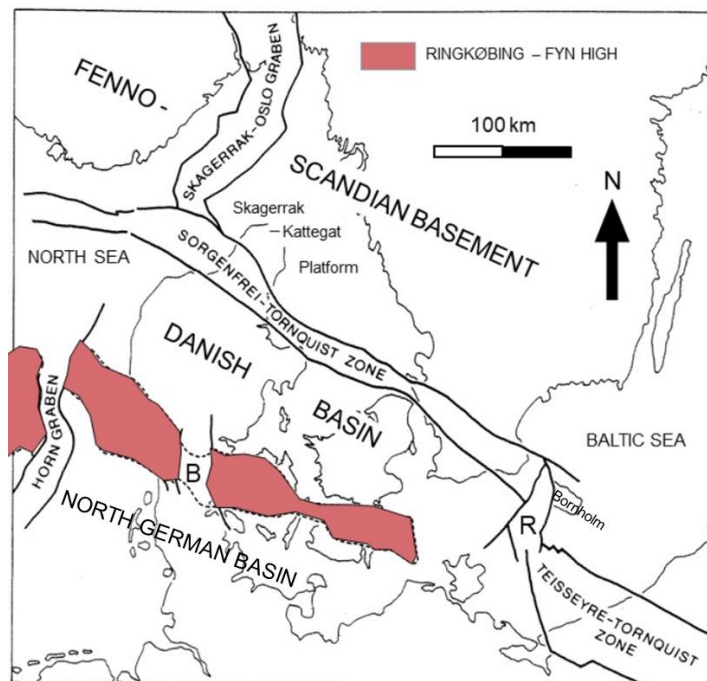 RINGKØBING – FYN HIGH
FENNO -
100 km
SKAGERRAK-OSLO GRABEN
SCANDIAN BASEMENT
N
Skagerrak
– Kattegat
Platform
NORTH SEA
SORGENFREI-TORNQUIST ZONE
DANISH
BASIN
HORN GRABEN
B
BALTIC SEA
NORTH GERMAN BASIN
Bornholm
R
TEISSEYRE-TORNQUIST
ZONE